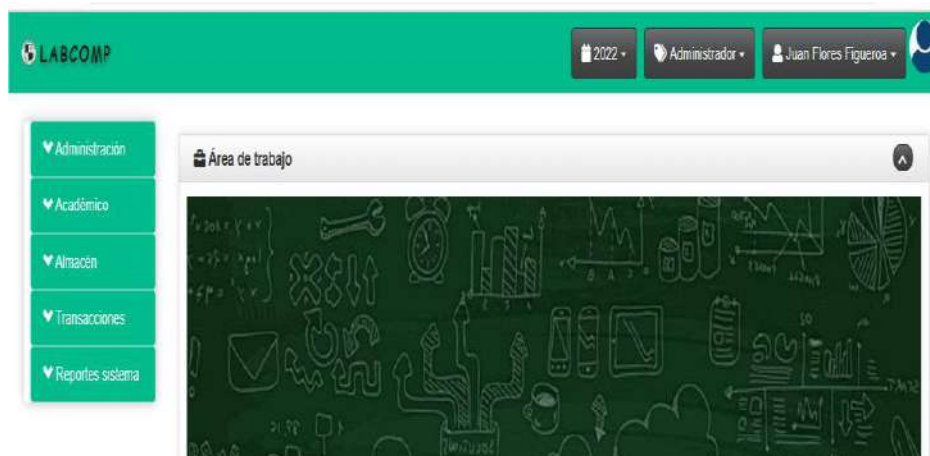 LABCOMP
2022
Administrador
Juan Flores Figueroa
Administración
Área de trabajo
Académico
Almacén
Transacciones
Reportes sistema